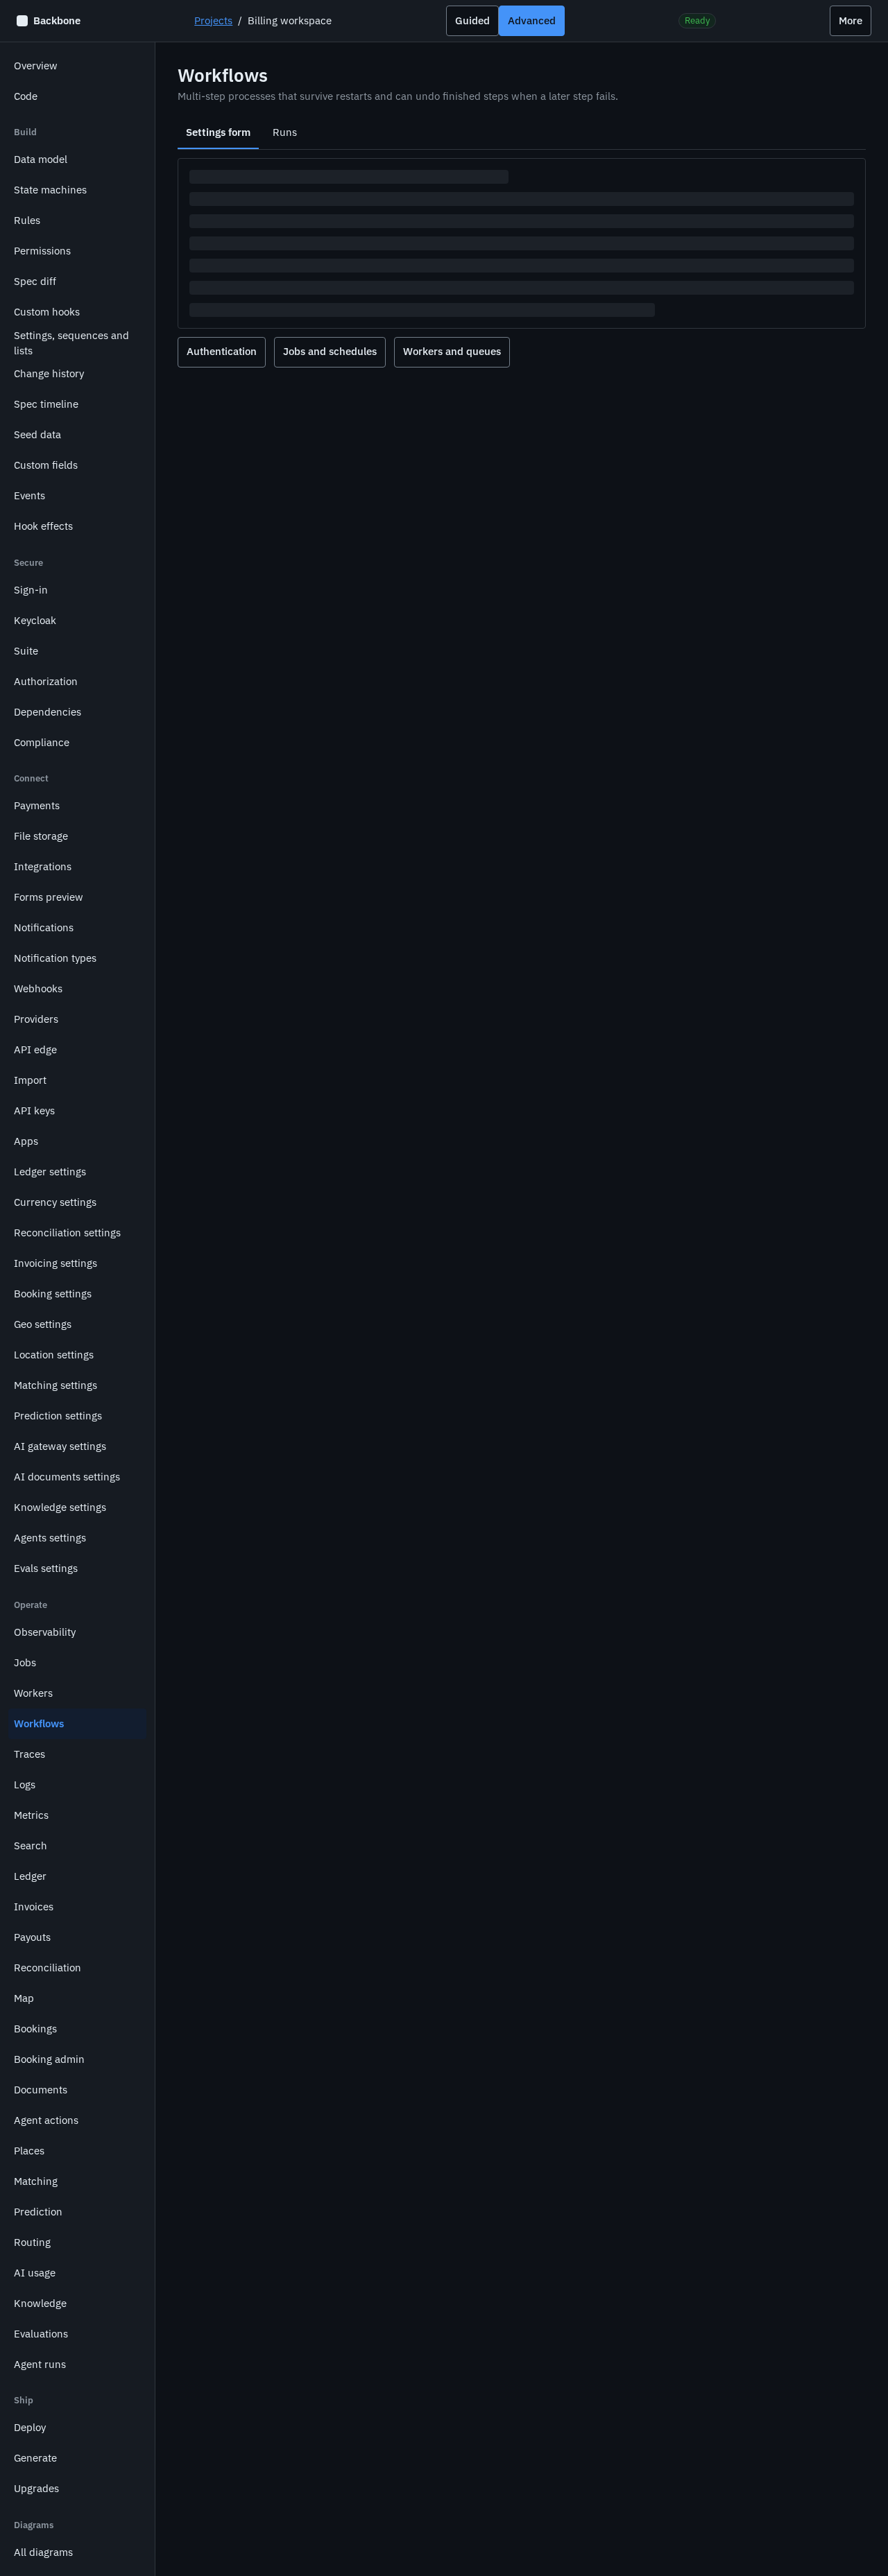 Backbone
Projects / Billing workspace
Guided
Advanced
Ready
More
Overview
Code
Build
Data model
State machines
Rules
Permissions
Spec diff
Custom hooks
Settings, sequences and
lists
Change history
Spec timeline
Seed data
Custom fields
Events
Hook effects
Secure
Sign-in
Keycloak
Suite
Authorization
Dependencies
Compliance
Connect
Payments
File storage
Integrations
Forms preview
Notifications
Notification types
Webhooks
Providers
API edge
Import
API keys
Apps
Ledger settings
Currency settings
Reconciliation settings
Invoicing settings
Booking settings
Geo settings
Location settings
Matching settings
Prediction settings
AI gateway settings
AI documents settings
Knowledge settings
Agents settings
Evals settings
Operate
Observability
Jobs
Workers
Workflows
Traces
Logs
Metrics
Search
Ledger
Invoices
Payouts
Reconciliation
Map
Bookings
Booking admin
Documents
Agent actions
Places
Matching
Prediction
Routing
AI usage
Knowledge
Evaluations
Agent runs
Ship
Deploy
Generate
Upgrades
Diagrams
All diagrams
Workflows
Multi-step processes that survive restarts and can undo finished steps when a later step fails.
Settings form
Runs
Authentication
Jobs and schedules
Workers and queues